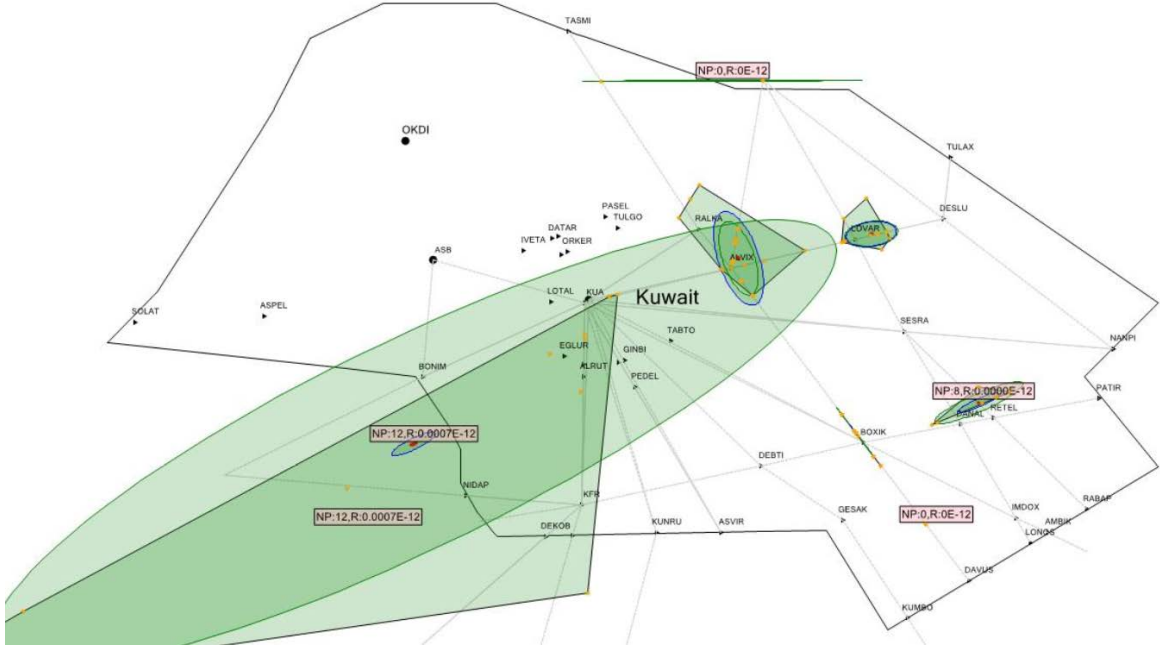 TASMI
NP:0,R:0E-12
OKDI
TULAX
PASEL
TULGO
RALKA
DESLU
DATAR
IVETA
ORKER
LOVAR
ASB
ALVIX
LOTAL
KUA
Kuwait
SOLAT
ASPEL
SESRA
TABTO
NANPI
EGLUR
GINBI
BONIM
ALRUT
PEDEL
NP:8,R:0.0000E-12
PATIR
RETEL
DANAL
NP:12,R:0.0007E-12
BOXIK
DEBTI
NIDAP
KFR
NP:12,R:0.0007E-12
GESAK
NP:0,R:0E-12
IMDOX
RABAP
DEKOB
KUNRU
ASVIR
AMBIK
LONOS
DAVUS
KUMBO